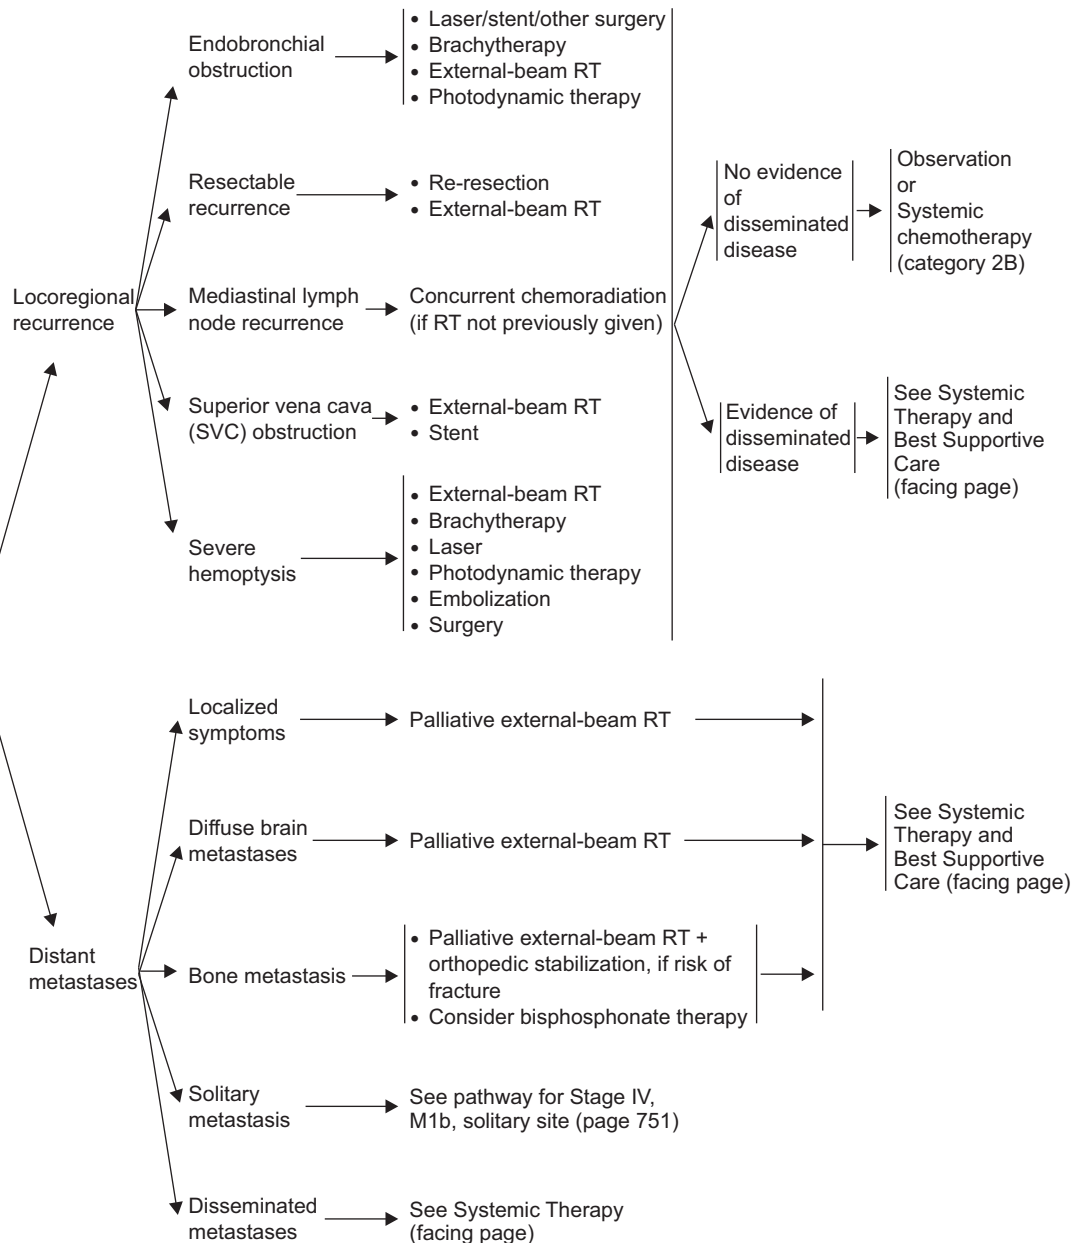 Locoregional
recurrence
Endobronchial
obstruction
• Laser/stent/other surgery
• Brachytherapy
• External-beam RT
• Photodynamic therapy
Resectable
recurrence
• Re-resection
• External-beam RT
Mediastinal lymph
node recurrence
Concurrent chemoradiation
(if RT not previously given)
Superior vena cava
(SVC) obstruction
• External-beam RT
• Stent
Severe
hemoptysis
• External-beam RT
• Brachytherapy
• Laser
• Photodynamic therapy
• Embolization
• Surgery
No evidence
of
disseminated
disease
Observation
or
Systemic
chemotherapy
(category 2B)
Evidence of
disseminated
disease
See Systemic
Therapy and
Best Supportive
Care
(facing page)
Distant
metastases
Localized
symptoms
Palliative external-beam RT
Diffuse brain
metastases
Palliative external-beam RT
Bone metastasis
• Palliative external-beam RT +
orthopedic stabilization, if risk of
fracture
• Consider bisphosphonate therapy
See Systemic
Therapy and
Best Supportive
Care (facing page)
Solitary
metastasis
See pathway for Stage IV,
M1b, solitary site (page 751)
Disseminated
metastases
See Systemic Therapy
(facing page)